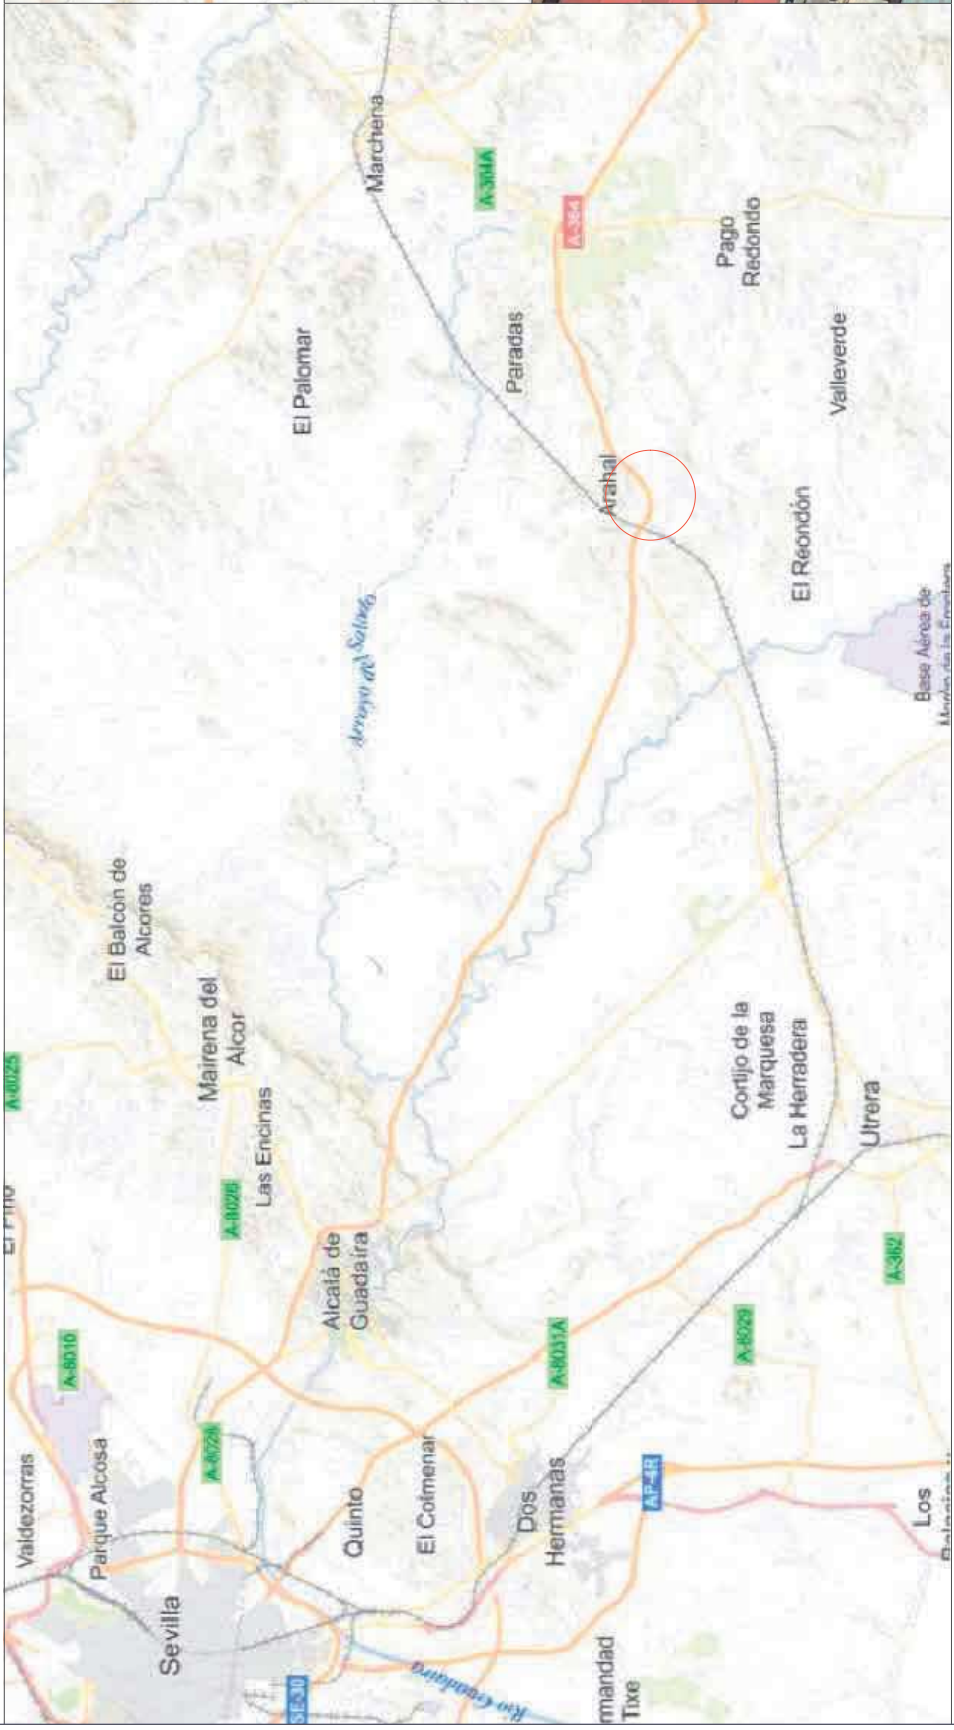 A-8025
Valdezorras
A-8010
Parque Alcosa
El Balcón de
Alcores
Sevilla
A-8028
A-8026
Mairena del
Alcor
Las Encinas
SE-30
El Palomar
Quinto
Alcalá de
Guadaíra
Arroyo del Salado
Marchena
El Colmenar
Río Guadaíra
A-304A
Dos
Hermanas
A-8031A
Paradas
A-364
Arahal
rmandad
Tixe
AP-4R
Cortijo de la
Marquesa
Pago
Redondo
A-8029
La Herradera
El Reondón
Valleverde
Utrera
A-362
Los
Base Aérea de